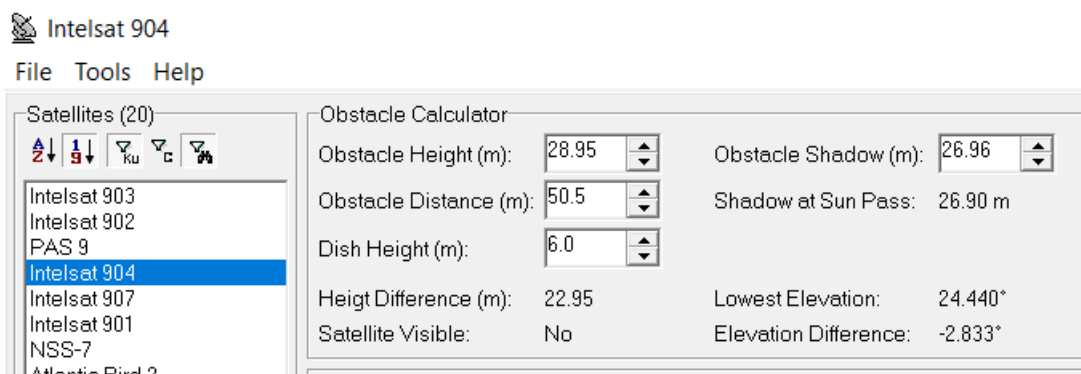 Intelsat 904
File Tools Help
Satellites (20)
Ku C
Intelsat 903
Intelsat 902
PAS 9
Intelsat 904
Intelsat 907
Intelsat 901
NSS-7
Obstacle Calculator
Obstacle Height (m): 28.95 Obstacle Shadow (m): 26.96
Obstacle Distance (m): 50.5 Shadow at Sun Pass: 26.90 m
Dish Height (m): 6.0
Heigt Difference (m): 22.95 Lowest Elevation: 24.440°
Satellite Visible: No Elevation Difference: -2.833°